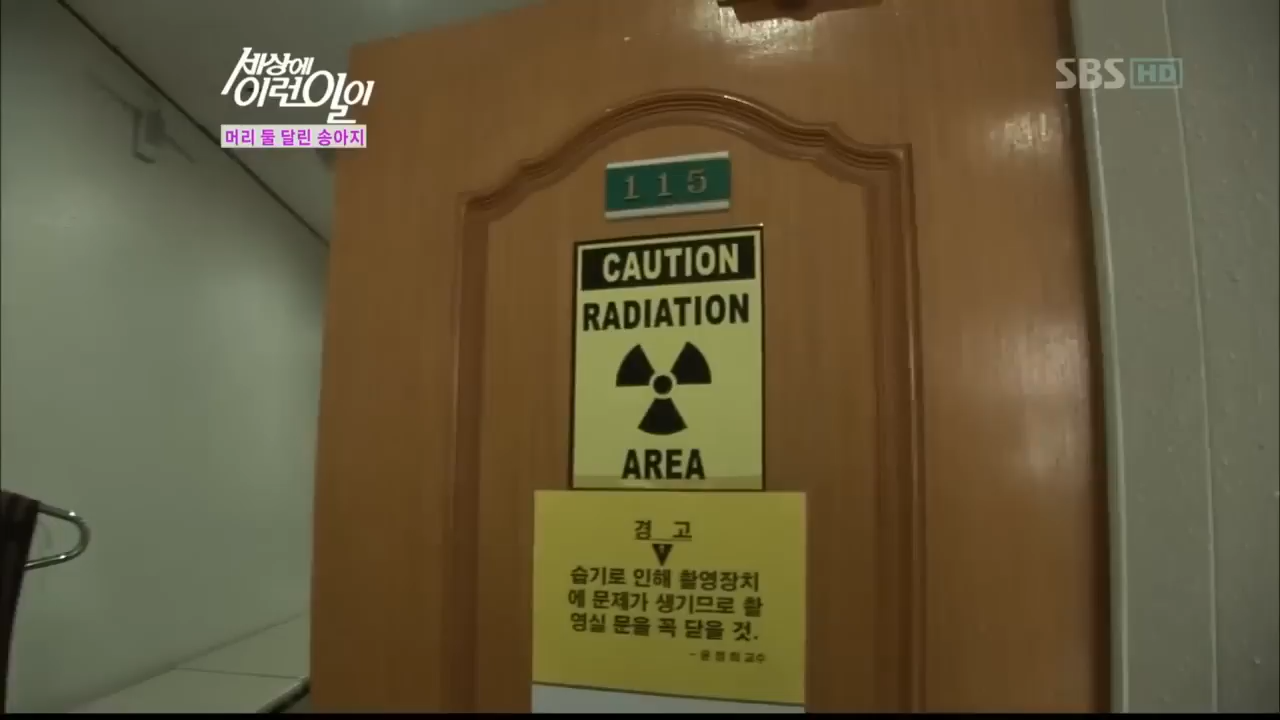 세상에
이런일이
머리 둘 달린 송아지
SBS HD
115
CAUTION
RADIATION
AREA
경 고
습기로 인해 촬영장치
에 문제가 생기므로 촬
영실 문을 꼭 닫을 것.
교수